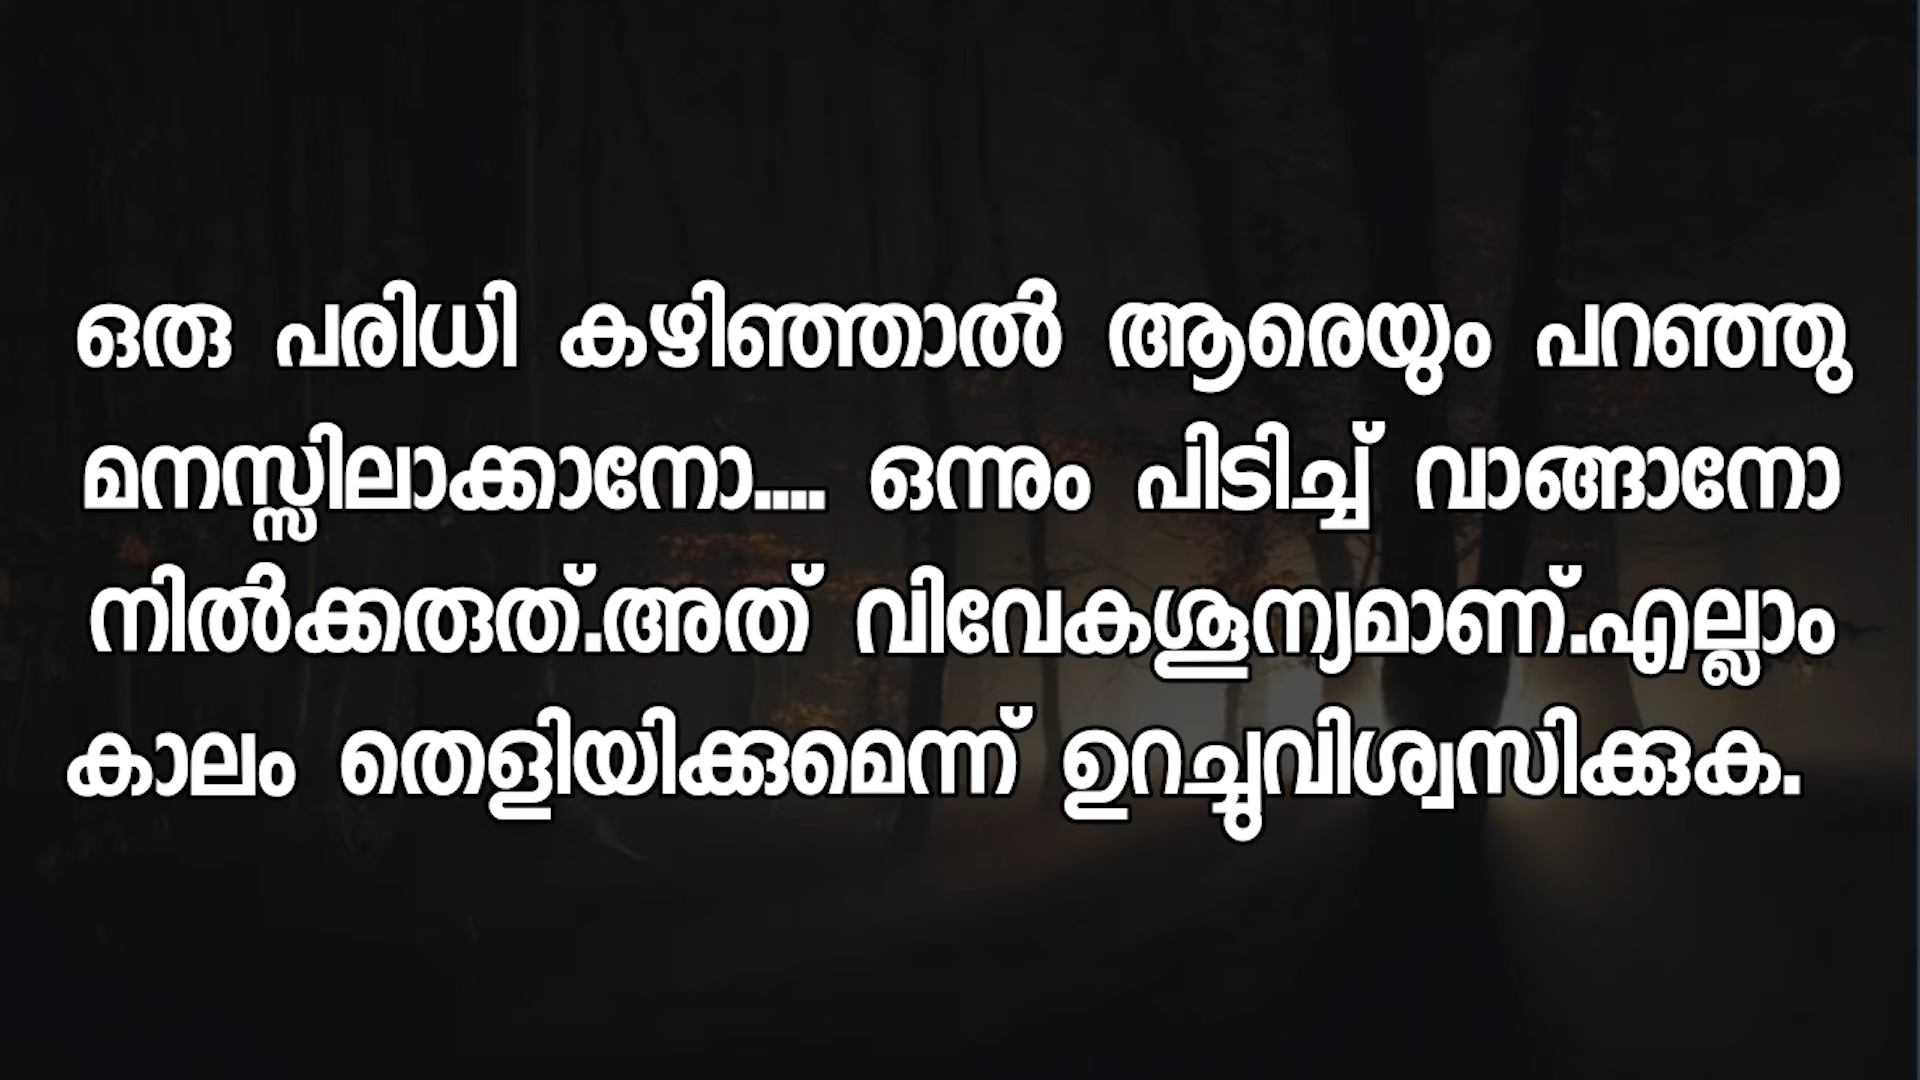 ഒരു പരിധി കഴിഞ്ഞാൽ ആരെയും പറഞ്ഞു
മനസ്സിലാക്കാനോ.... ഒന്നും പിടിച്ച് വാങ്ങാനോ
നിൽക്കരുത്.അത് വിവേകശൂന്യമാണ്.എല്ലാം
കാലം തെളിയിക്കുമെന്ന് ഉറച്ചുവിശ്വസിക്കുക.